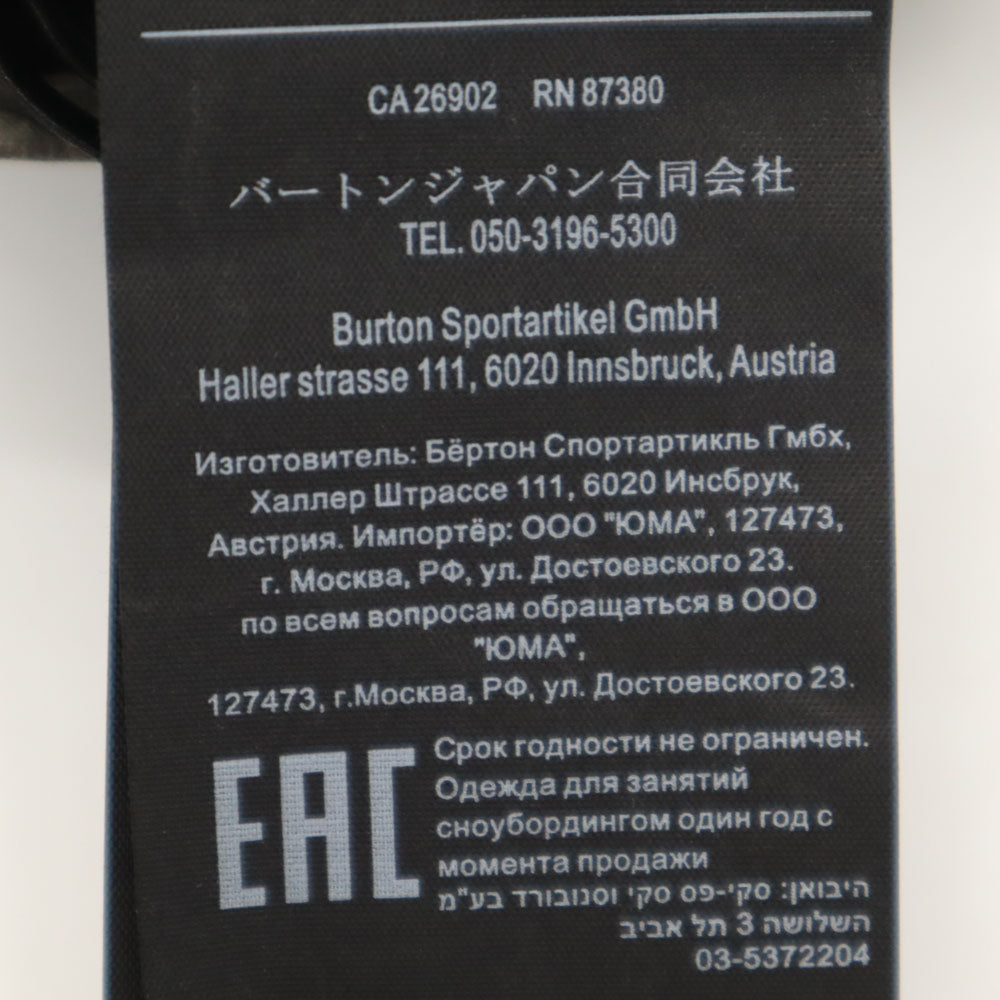 CA 26902 RN 87380
バートンジャパン合同会社
TEL. 050-3196-5300
Burton Sportartikel GmbH
Haller strasse 111, 6020 Innsbruck, Austria
Изготовитель: Бёртон Спортартикль Гмбх,
Халлер Штрассе 111, 6020 Инсбрук,
Австрия. Импортёр: ООО "ЮМА", 127473,
г. Москва, РФ, ул. Достоевского 23.
по всем вопросам обращаться в ООО
"ЮМА",
127473, г.Москва, РФ, ул. Достоевского 23.
EAC
Срок годности не ограничен.
Одежда для занятий
сноубордингом один год с
момента продажи
היבואן: סקי-פס סקי וסנובורד בע"מ
השלושה 3 תל אביב
03-5372204